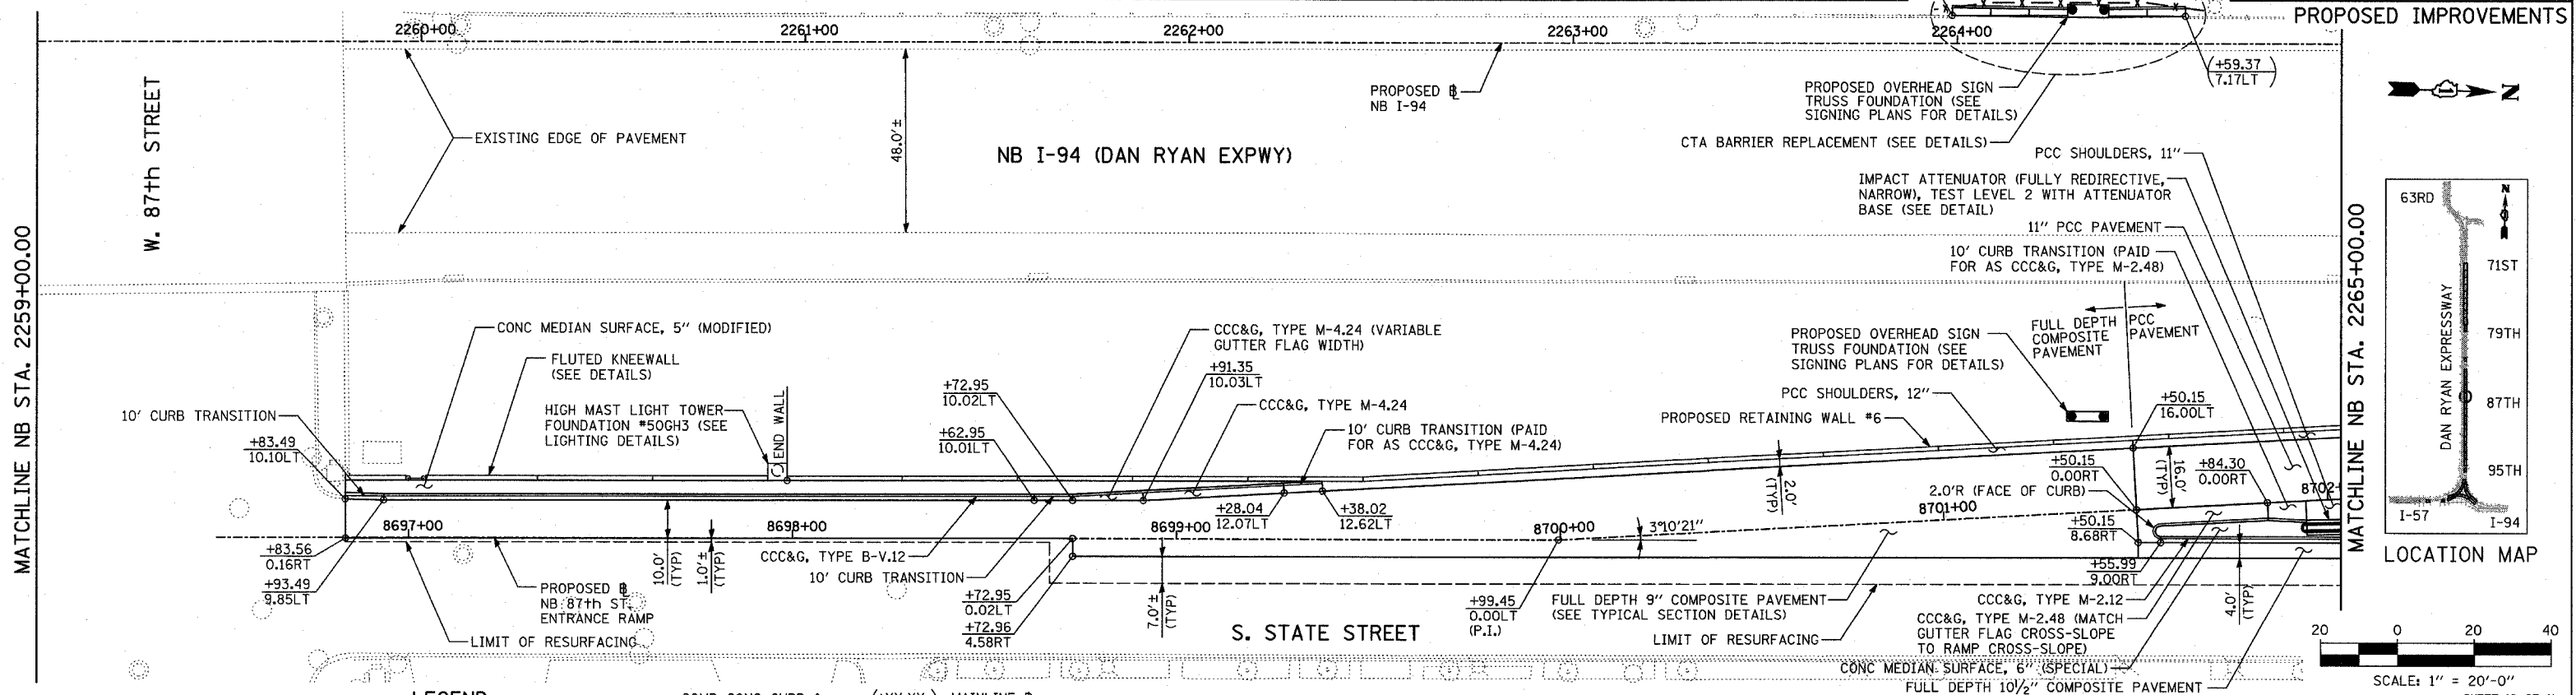 PROPOSED IMPROVEMENTS
2260+00
2261+00
2262+00
2263+00
2264+00
(+59.37
7.17LT)
PROPOSED ⅊
NB I-94
PROPOSED OVERHEAD SIGN
TRUSS FOUNDATION (SEE
SIGNING PLANS FOR DETAILS)
CTA BARRIER REPLACEMENT (SEE DETAILS)
N
W. 87th STREET
EXISTING EDGE OF PAVEMENT
48.0'±
NB I-94 (DAN RYAN EXPWY)
PCC SHOULDERS, 11"
IMPACT ATTENUATOR (FULLY REDIRECTIVE,
NARROW), TEST LEVEL 2 WITH ATTENUATOR
BASE (SEE DETAIL)
11" PCC PAVEMENT
10' CURB TRANSITION (PAID
FOR AS CCC&G, TYPE M-2.48)
MATCHLINE NB STA. 2259+00.00
MATCHLINE NB STA. 2265+00.00
63RD
N
71ST
79TH
87TH
95TH
DAN RYAN EXPRESSWAY
I-57
I-94
LOCATION MAP
CONC MEDIAN SURFACE, 5" (MODIFIED)
FLUTED KNEEWALL
(SEE DETAILS)
HIGH MAST LIGHT TOWER
FOUNDATION #50GH3 (SEE
LIGHTING DETAILS)
END WALL
10' CURB TRANSITION
+83.49
10.10LT
+72.95
10.02LT
+62.95
10.01LT
CCC&G, TYPE M-4.24 (VARIABLE
GUTTER FLAG WIDTH)
+91.35
10.03LT
CCC&G, TYPE M-4.24
10' CURB TRANSITION (PAID
FOR AS CCC&G, TYPE M-4.24)
PROPOSED OVERHEAD SIGN
TRUSS FOUNDATION (SEE
SIGNING PLANS FOR DETAILS)
FULL DEPTH
COMPOSITE
PAVEMENT
PCC
PAVEMENT
PCC SHOULDERS, 12"
PROPOSED RETAINING WALL #6
+50.15
16.00LT
+50.15
0.00RT
16.0'
(TYP)
+84.30
0.00RT
2.0'
(TYP)
2.0'R (FACE OF CURB)
8702+
+28.04
12.07LT
+38.02
12.62LT
8697+00
8698+00
8699+00
8700+00
8701+00
3°10'21"
+50.15
8.68RT
+55.99
9.00RT
+83.56
0.16RT
+93.49
9.85LT
10.0'
(TYP)
1.0'±
(TYP)
CCC&G, TYPE B-V.12
10' CURB TRANSITION
PROPOSED ⅊
NB 87th ST.
ENTRANCE RAMP
LIMIT OF RESURFACING
+72.95
0.02LT
+72.96
4.58RT
7.0'±
(TYP)
S. STATE STREET
+99.45
0.00LT
(P.I.)
FULL DEPTH 9" COMPOSITE PAVEMENT
(SEE TYPICAL SECTION DETAILS)
LIMIT OF RESURFACING
CCC&G, TYPE M-2.12
CCC&G, TYPE M-2.48 (MATCH
GUTTER FLAG CROSS-SLOPE
TO RAMP CROSS-SLOPE)
CONC MEDIAN SURFACE, 6" (SPECIAL)
FULL DEPTH 10½" COMPOSITE PAVEMENT
4.0'
(TYP)
20 0 20 40
SCALE: 1" = 20'-0"